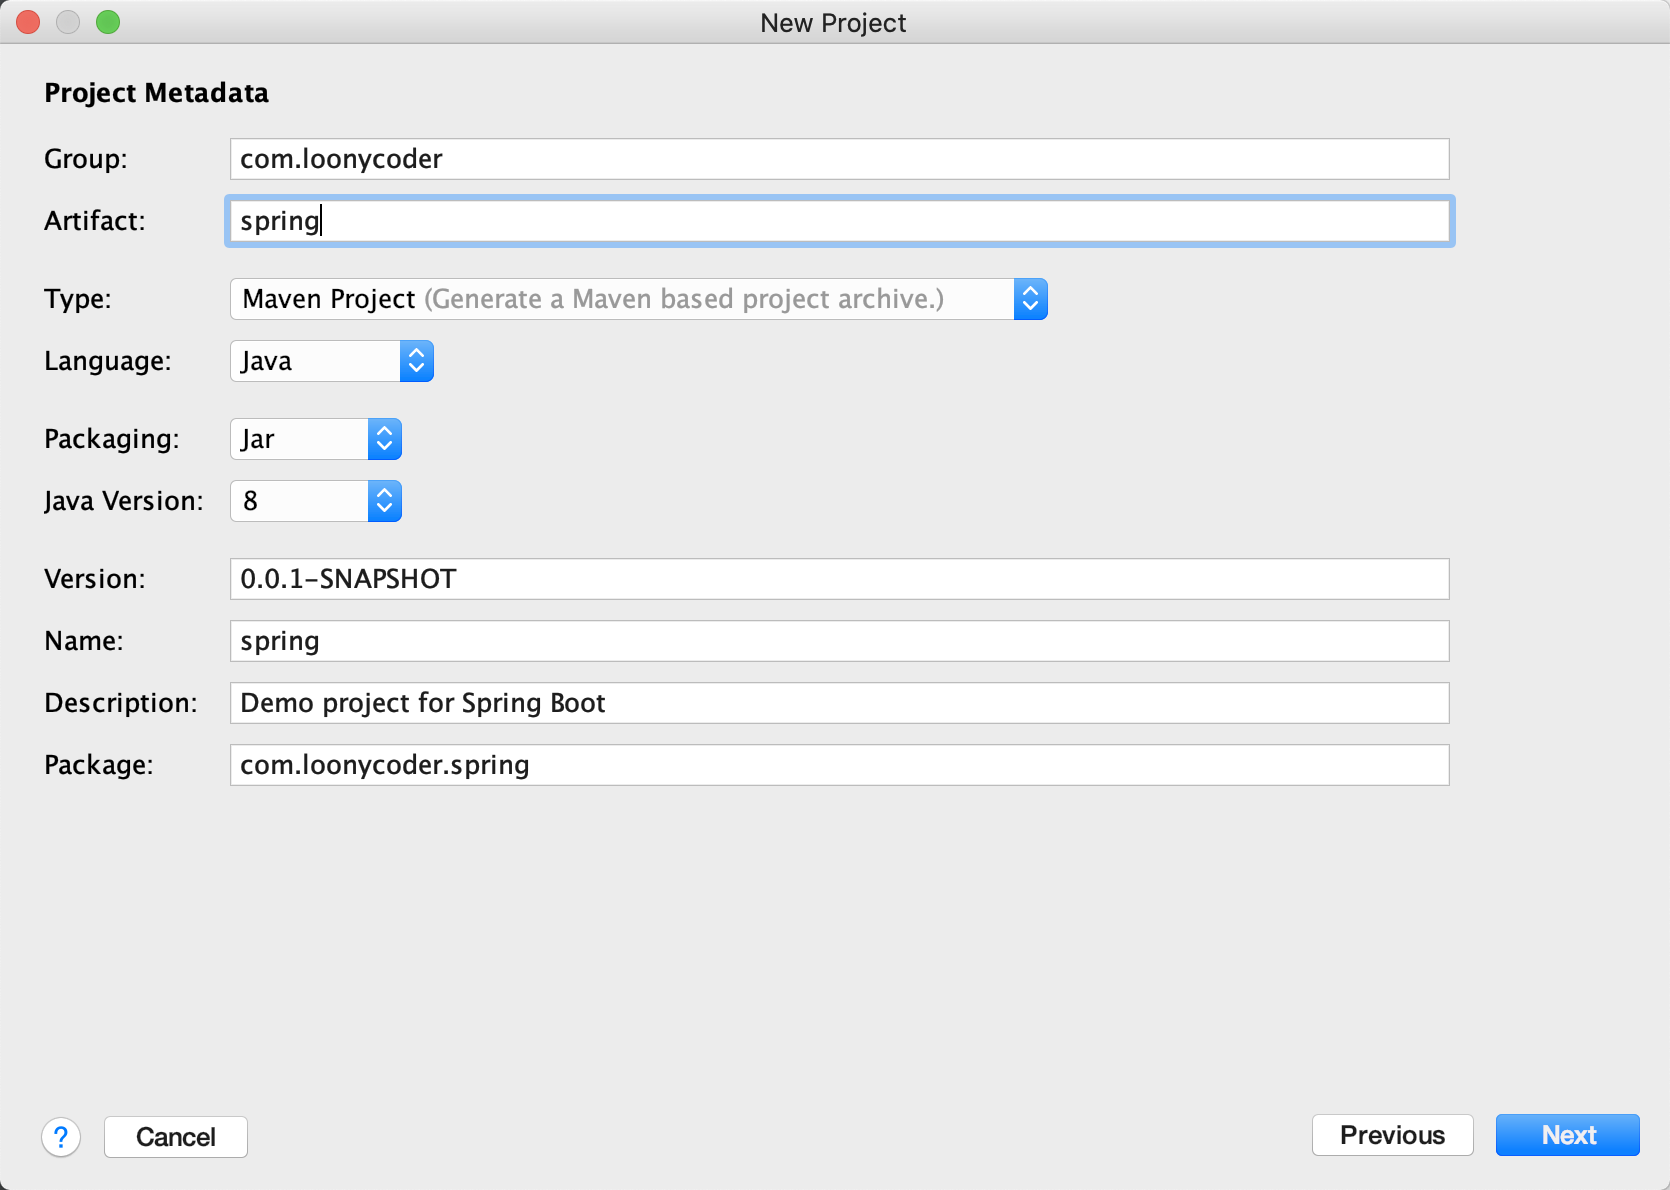 New Project
Project Metadata
Group: com.loonycoder
Artifact: spring
Type: Maven Project (Generate a Maven based project archive.)
Language: Java
Packaging: Jar
Java Version: 8
Version: 0.0.1-SNAPSHOT
Name: spring
Description: Demo project for Spring Boot
Package: com.loonycoder.spring
? Cancel Previous Next